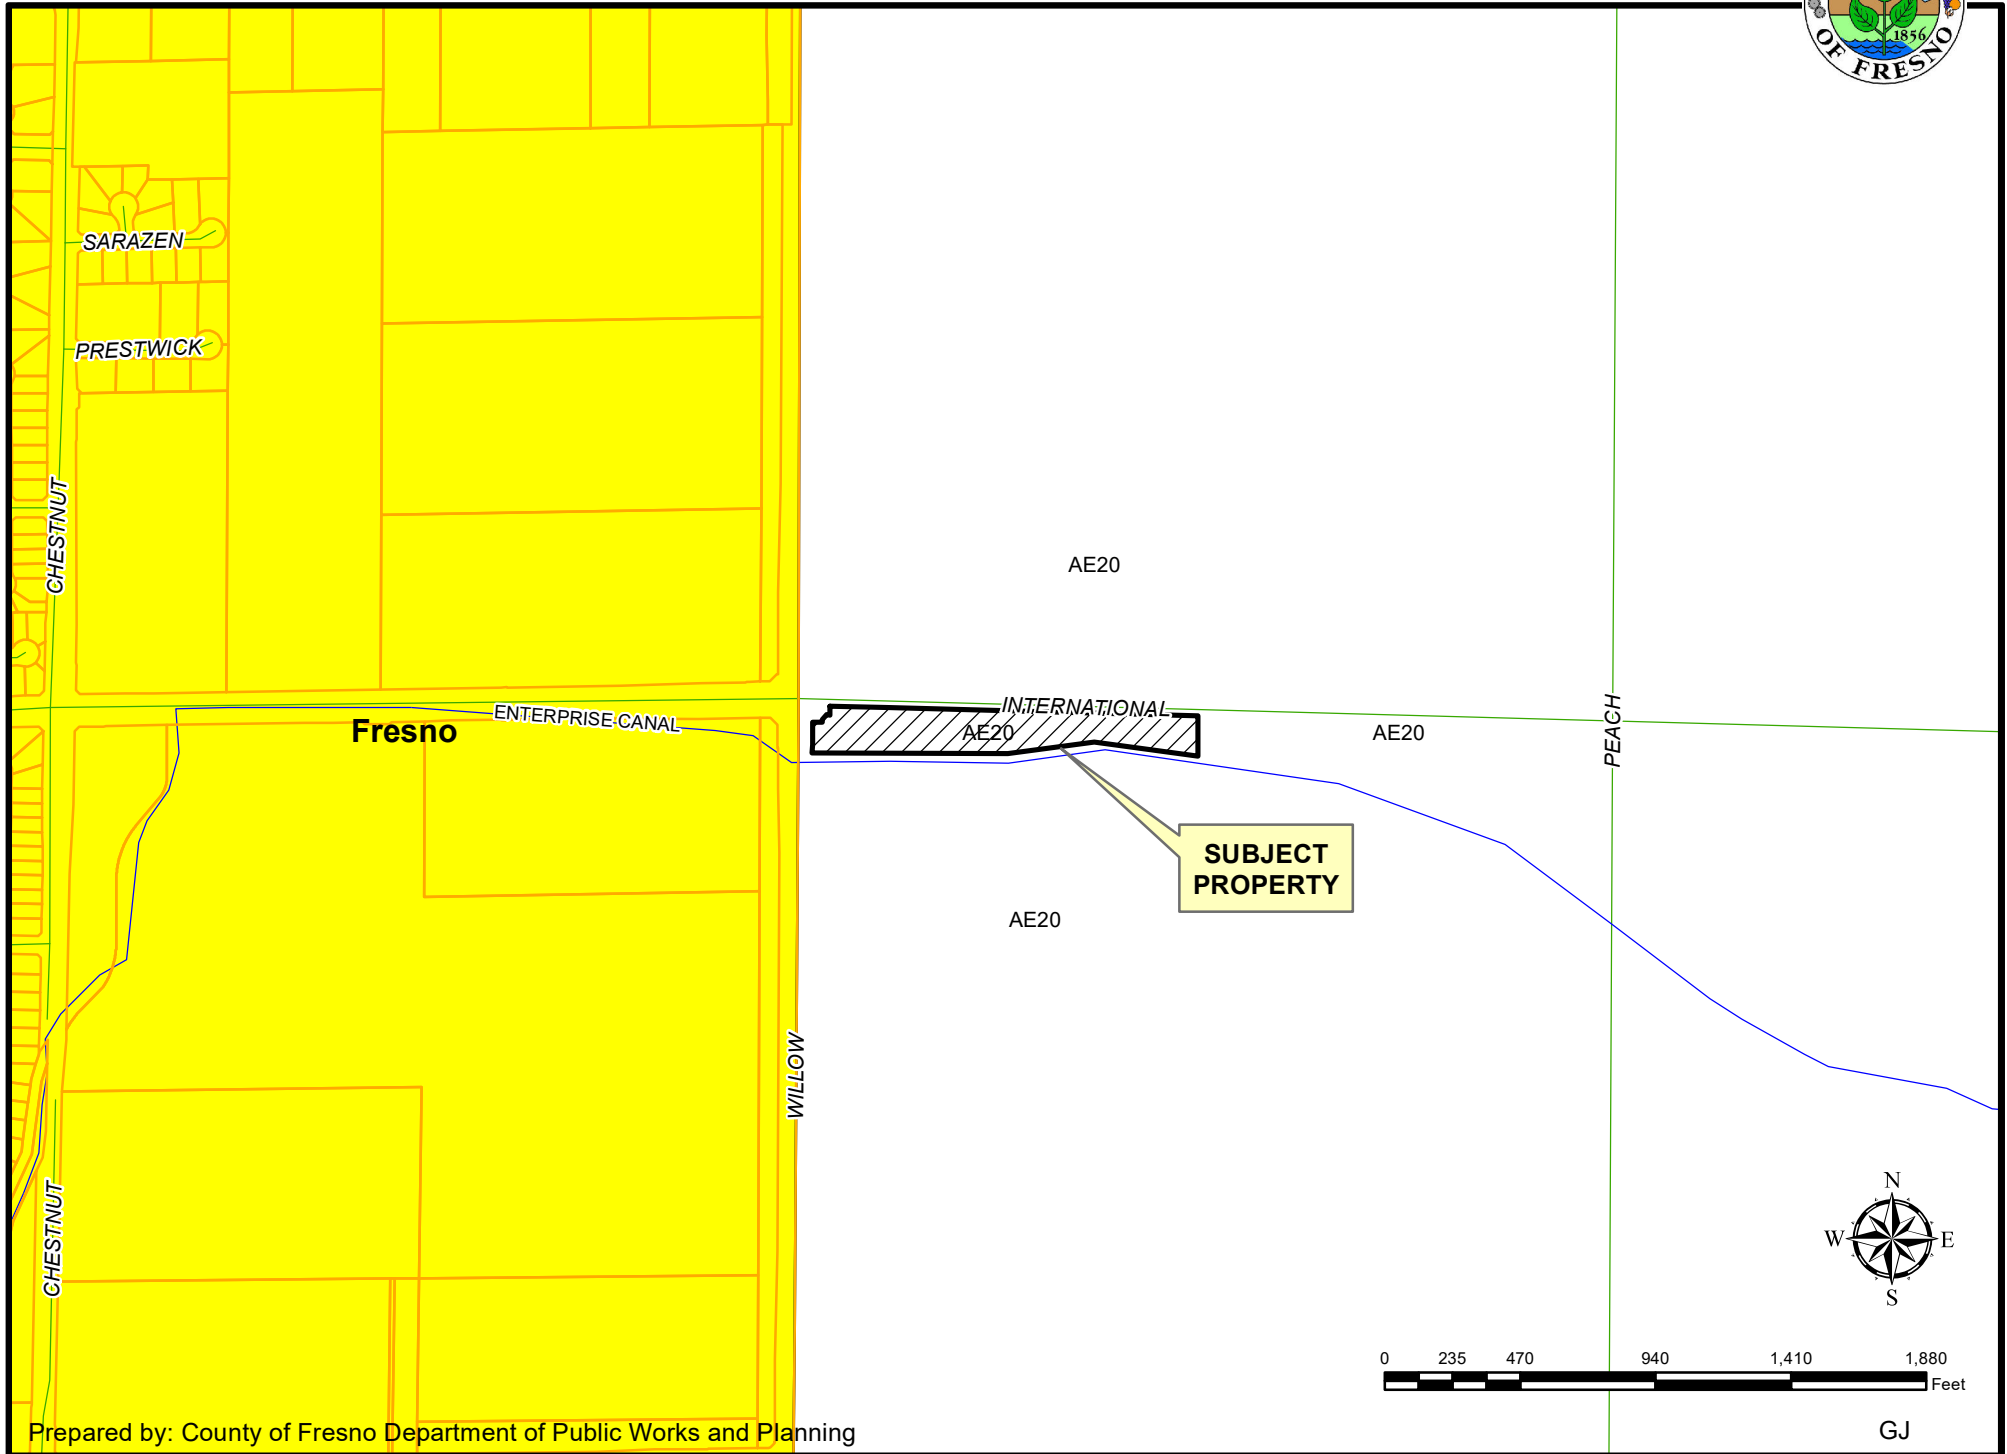 1856
OF FRESNO
SARAZEN
PRESTWICK
CHESTNUT
AE20
INTERNATIONAL
ENTERPRISE CANAL
Fresno
AE20
AE20
PEACH
SUBJECT
PROPERTY
AE20
WILLOW
CHESTNUT
N
W
E
S
0 235 470 940 1,410 1,880
Feet
Prepared by: County of Fresno Department of Public Works and Planning
GJ